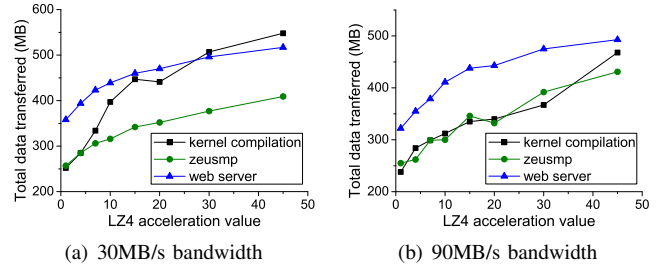 Total data transferred (MB)
600
500
400
300
200
0 10 20 30 40 50
kernel compilation
zeusmp
web server
LZ4 acceleration value
(a) 30MB/s bandwidth
Total data tranferred (MB)
500
400
300
200
0 10 20 30 40 50
kernel compilation
zeusmp
web server
LZ4 acceleration value
(b) 90MB/s bandwidth